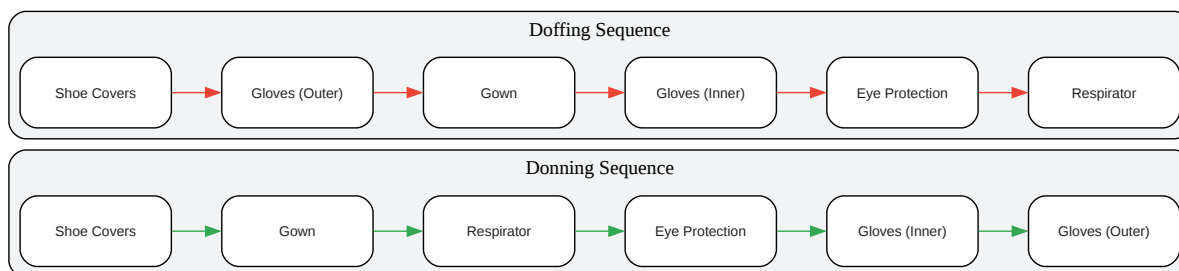 Doffing Sequence
Shoe Covers
Gloves (Outer)
Gown
Gloves (Inner)
Eye Protection
Respirator
Donning Sequence
Shoe Covers
Gown
Respirator
Eye Protection
Gloves (Inner)
Gloves (Outer)